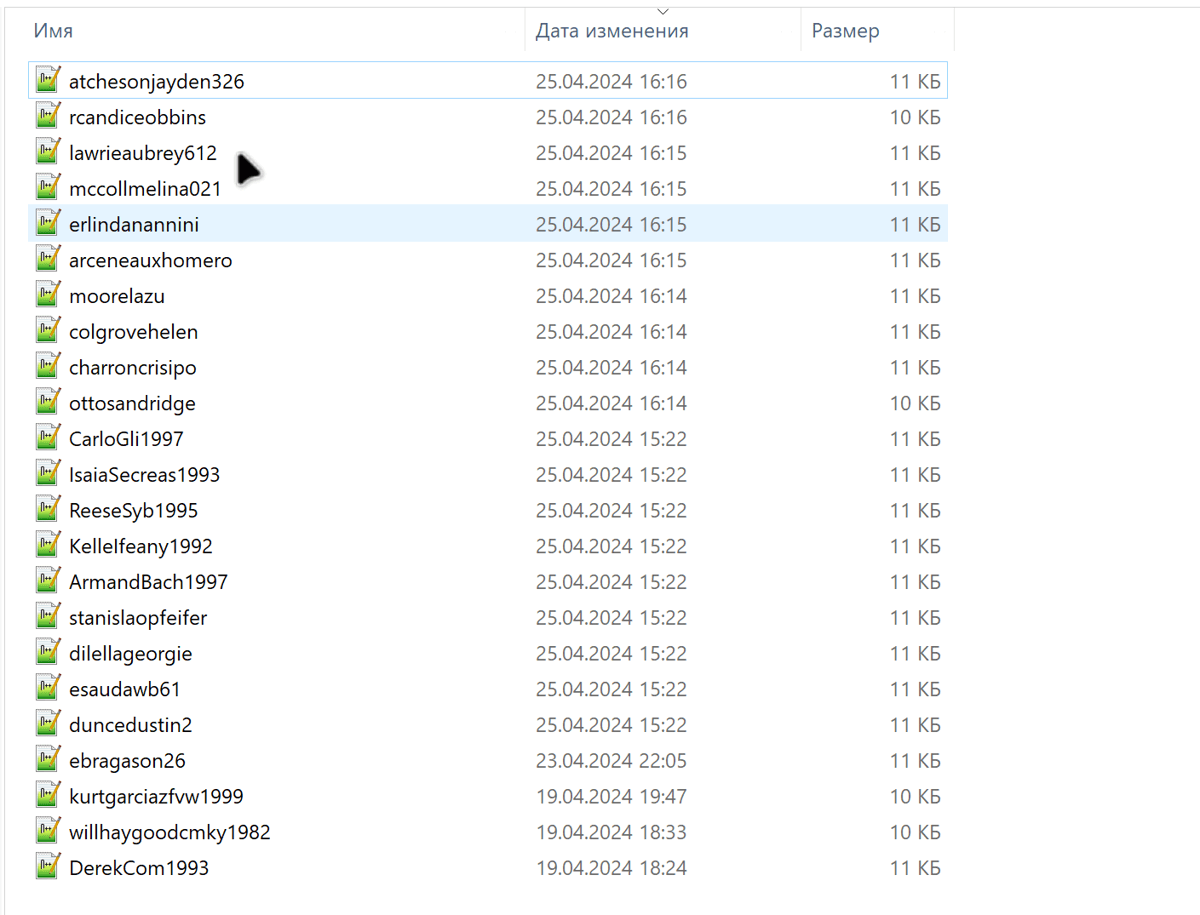 Имя Дата изменения Размер
atchesonjayden326 25.04.2024 16:16 11 КБ
rcandiceobbins 25.04.2024 16:16 10 КБ
lawrieaubrey612 25.04.2024 16:15 11 КБ
mccollmelina021 25.04.2024 16:15 11 КБ
erlindanannini 25.04.2024 16:15 11 КБ
arceneauxhomero 25.04.2024 16:15 11 КБ
moorelazu 25.04.2024 16:14 11 КБ
colgrovehelen 25.04.2024 16:14 11 КБ
charroncrisipo 25.04.2024 16:14 11 КБ
ottosandridge 25.04.2024 16:14 10 КБ
CarloGli1997 25.04.2024 15:22 11 КБ
IsaiaSecreas1993 25.04.2024 15:22 11 КБ
ReeseSyb1995 25.04.2024 15:22 11 КБ
KelleIfeany1992 25.04.2024 15:22 11 КБ
ArmandBach1997 25.04.2024 15:22 11 КБ
stanislaopfeifer 25.04.2024 15:22 11 КБ
dilellageorgie 25.04.2024 15:22 11 КБ
esaudawb61 25.04.2024 15:22 11 КБ
duncedustin2 25.04.2024 15:22 11 КБ
ebragason26 23.04.2024 22:05 11 КБ
kurtgarciazfvw1999 19.04.2024 19:47 10 КБ
willhaygoodcmky1982 19.04.2024 18:33 10 КБ
DerekCom1993 19.04.2024 18:24 11 КБ